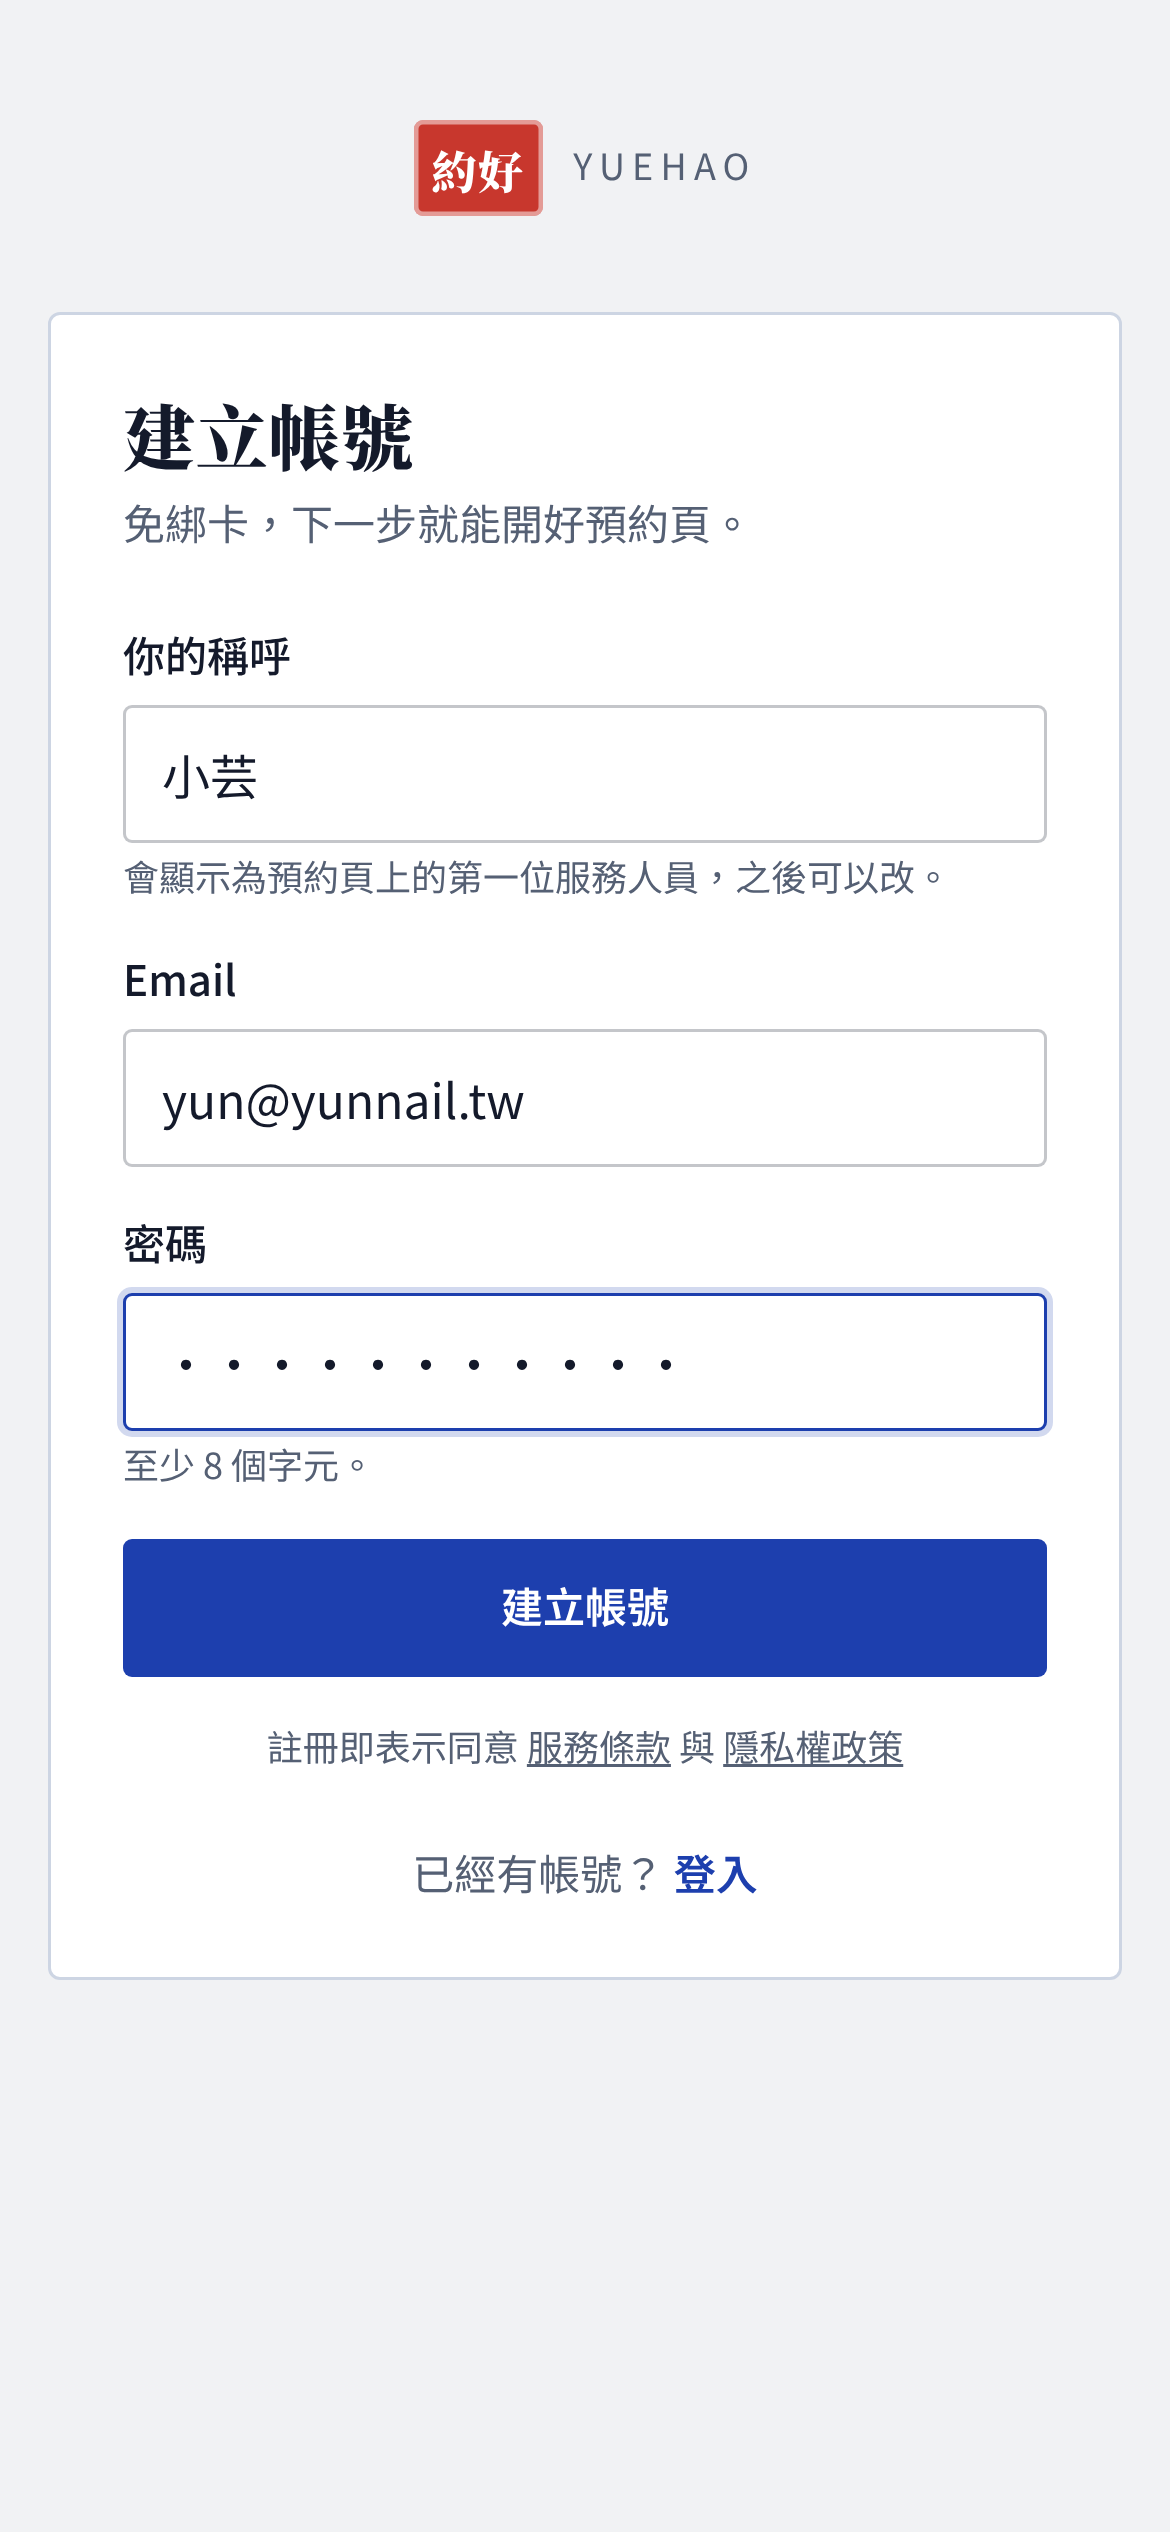 約好 YUEHAO
建立帳號
免綁卡，下一步就能開好預約頁。
你的稱呼
小芸
會顯示為預約頁上的第一位服務人員，之後可以改。
Email
yun@yunnail.tw
密碼
•••••••••••
至少 8 個字元。
建立帳號
註冊即表示同意 服務條款 與 隱私權政策
已經有帳號？ 登入